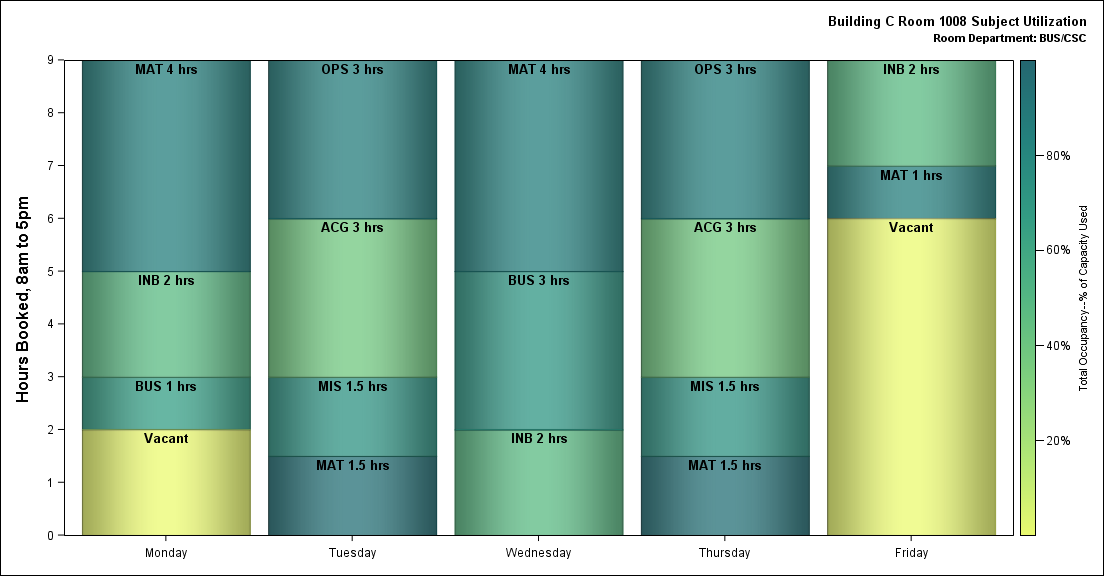 Building C Room 1008 Subject Utilization
Room Department: BUS/CSC
Hours Booked, 8am to 5pm
9
8
7
6
5
4
3
2
1
0
MAT 4 hrs
INB 2 hrs
BUS 1 hrs
Vacant
OPS 3 hrs
ACG 3 hrs
MIS 1.5 hrs
MAT 1.5 hrs
MAT 4 hrs
BUS 3 hrs
INB 2 hrs
OPS 3 hrs
ACG 3 hrs
MIS 1.5 hrs
MAT 1.5 hrs
INB 2 hrs
MAT 1 hrs
Vacant
Monday
Tuesday
Wednesday
Thursday
Friday
80%
60%
40%
20%
Total Occupancy--% of Capacity Used